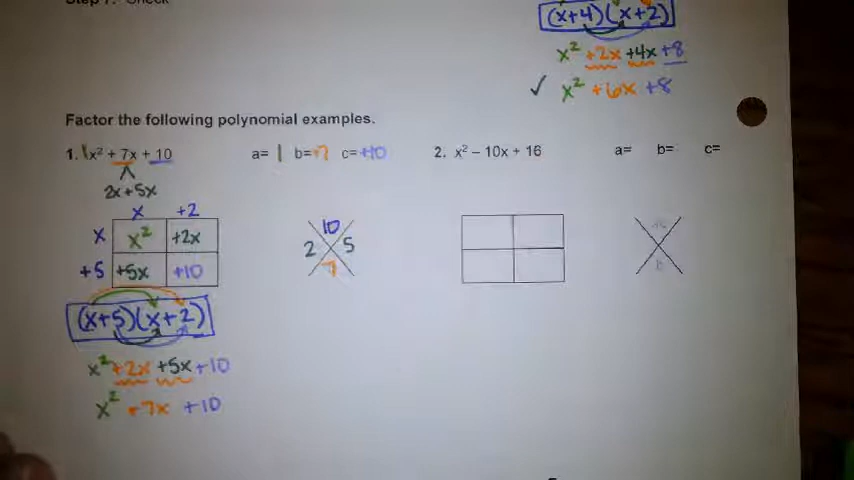 Step 7: Check
(x+4)(x+2)
x² +2x +4x +8
✓ x² +6x +8
Factor the following polynomial examples.
1. 1x² + 7x + 10 a= 1 b=+7 c=+10
2x+5x
x +2
x x² +2x
+5 +5x +10
10
2 5
7
(x+5)(x+2)
x² +2x +5x +10
x² +7x +10
2. x² – 10x + 16 a= b= c=